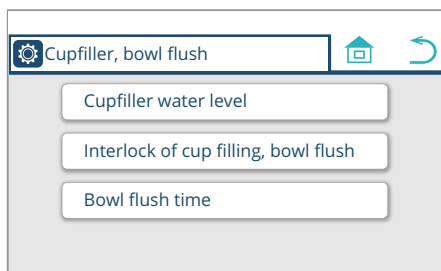 Cupfiller, bowl flush
Cupfiller water level
Interlock of cup filling, bowl flush
Bowl flush time